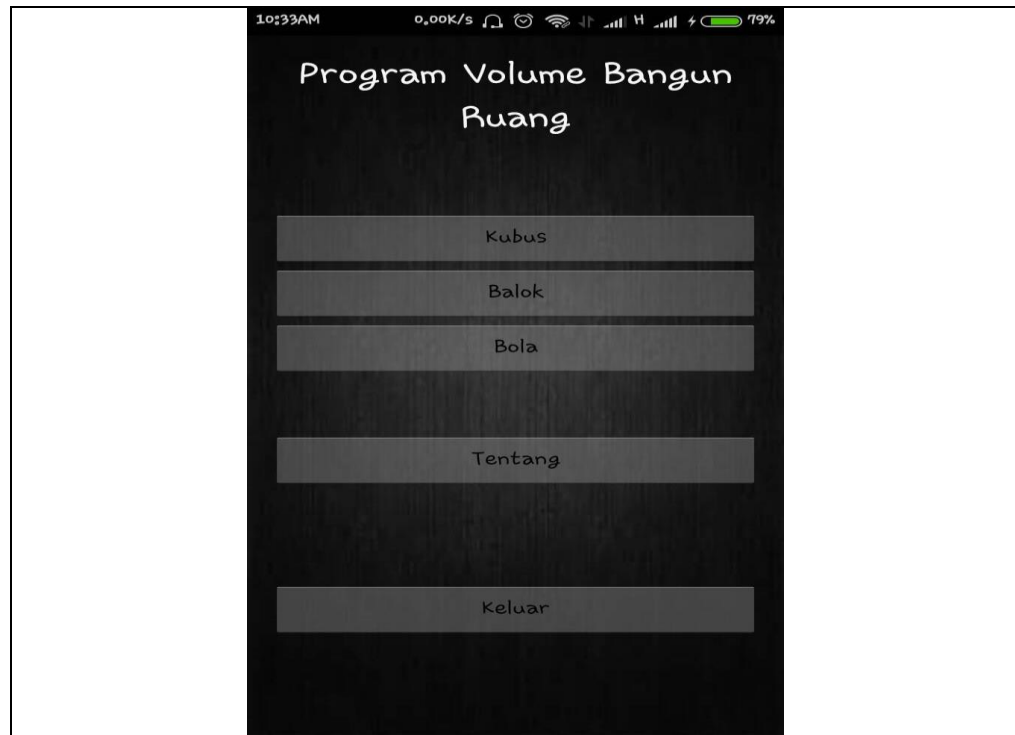 10:33AM 0.00K/s H 79%
Program Volume Bangun
Ruang
Kubus
Balok
Bola
Tentang
Keluar